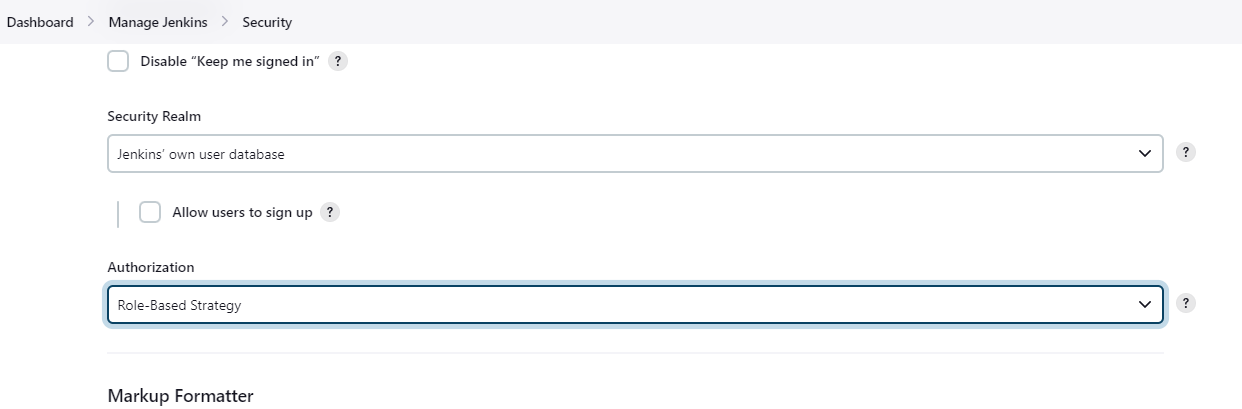 Dashboard > Manage Jenkins > Security
Disable “Keep me signed in” ?
Security Realm
Jenkins’ own user database
?
Allow users to sign up ?
Authorization
Role-Based Strategy
?
Markup Formatter